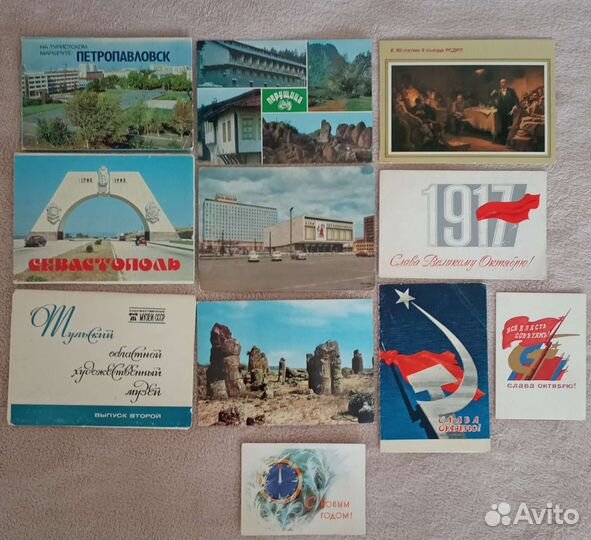 НА ТУРИСТСКОМ
МАРШРУТЕ
ПЕТРОПАВЛОВСК
перущица
К 80-летию II съезда РСДРП
1783 1983
СЕВАСТОПОЛЬ
1917
Слава Великому Октябрю!
ХУДОЖЕСТВЕННЫЕ
МУЗЕИ СССР
Тульский
областной
художественный
музей
ВЫПУСК ВТОРОЙ
СЛАВА
ОКТЯБРЮ!
ВСЯ ВЛАСТЬ
СОВЕТАМ!
СЛАВА ОКТЯБРЮ!
С НОВЫМ
ГОДОМ!
Avito